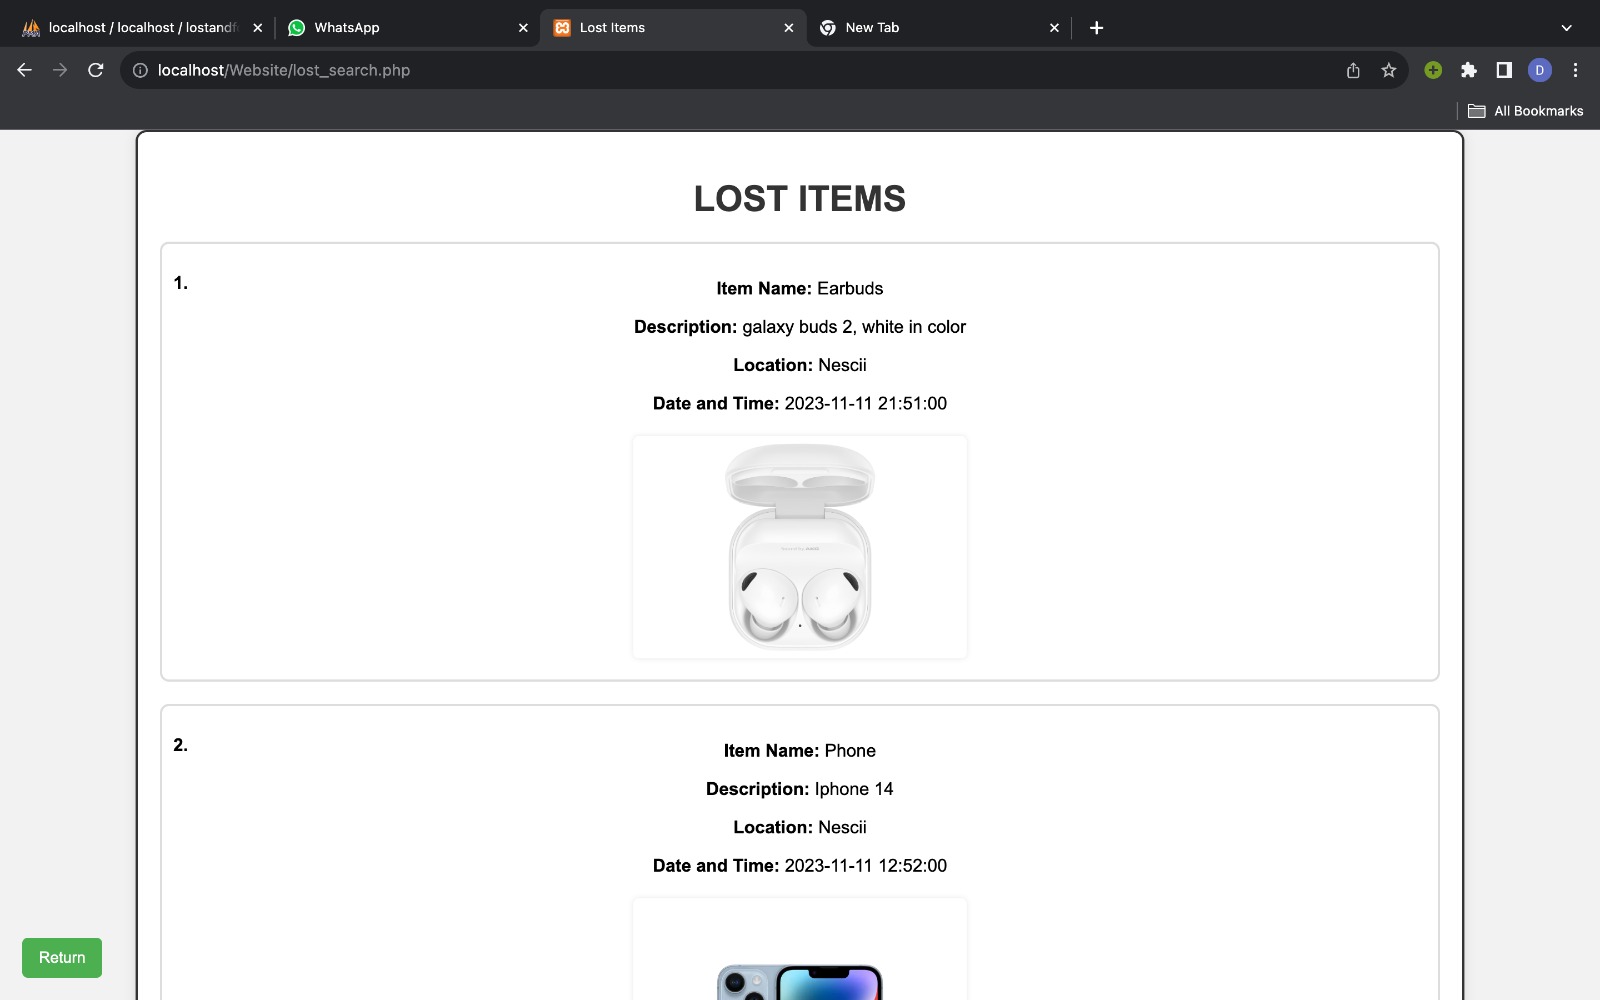 localhost / localhost / lostandf
WhatsApp
Lost Items
New Tab
localhost/Website/lost_search.php
D
All Bookmarks
LOST ITEMS
1.
Item Name: Earbuds
Description: galaxy buds 2, white in color
Location: Nescii
Date and Time: 2023-11-11 21:51:00
2.
Item Name: Phone
Description: Iphone 14
Location: Nescii
Date and Time: 2023-11-11 12:52:00
Return